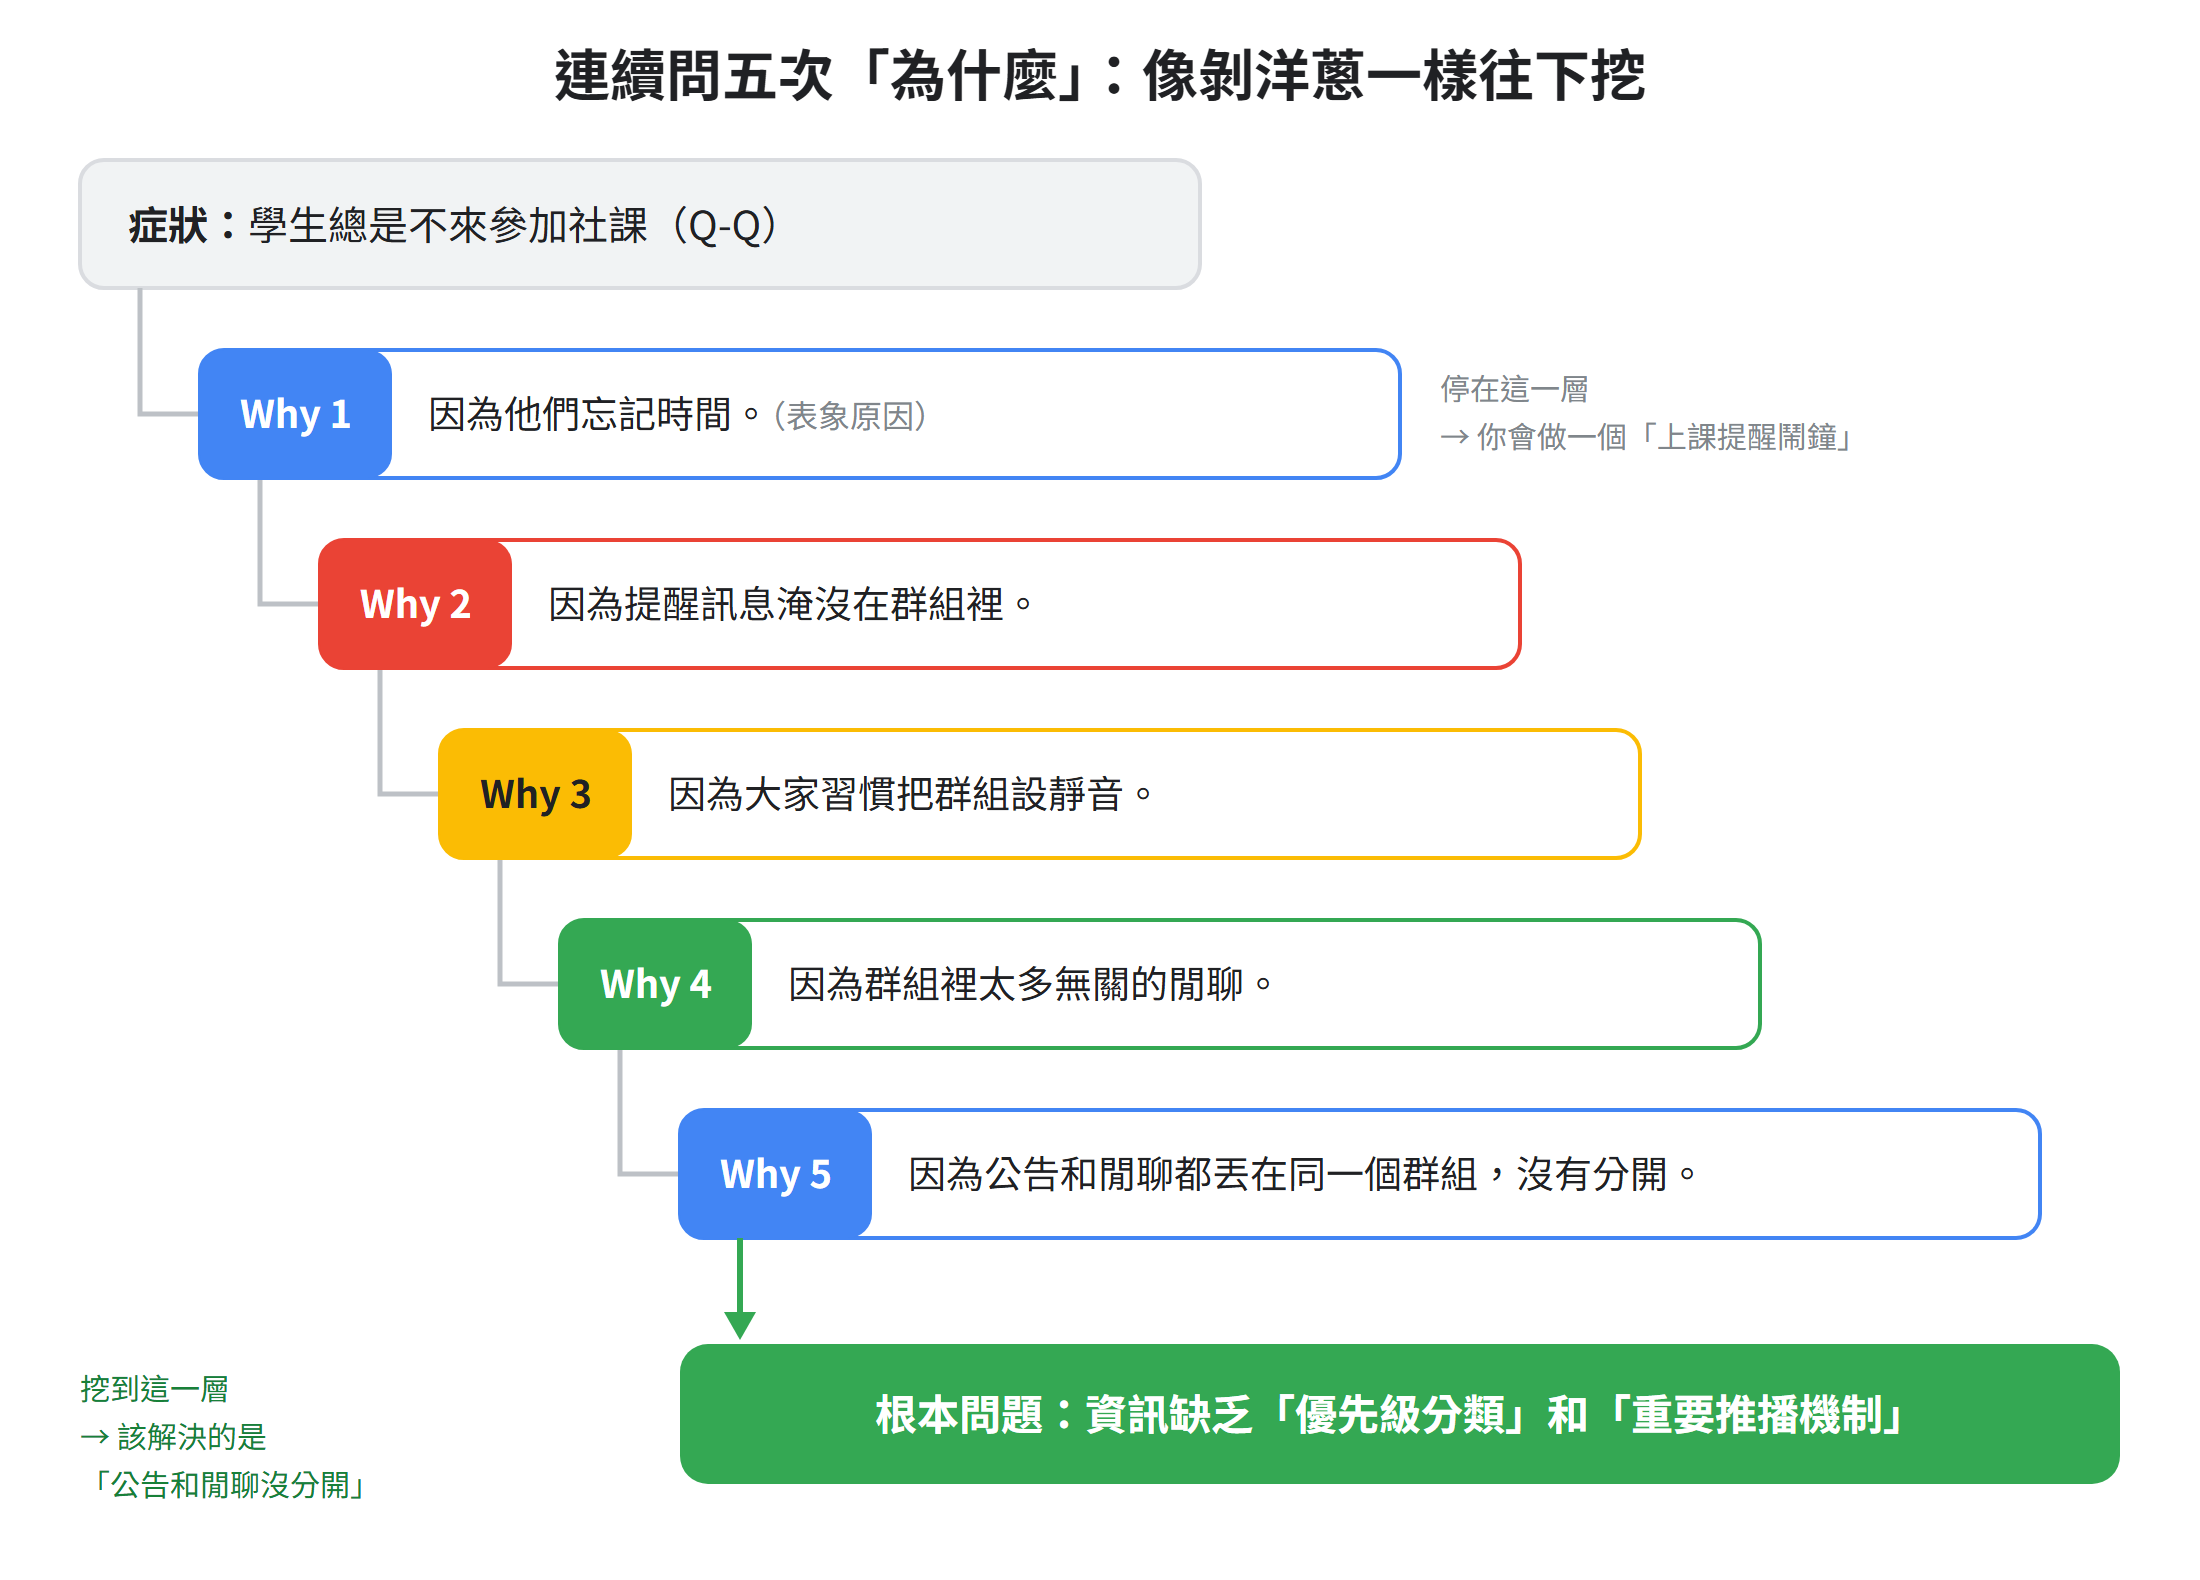 連續問五次「為什麼」：像剝洋蔥一樣往下挖
症狀：學生總是不來參加社課（Q-Q）
Why 1
因為他們忘記時間。（表象原因）
停在這一層
→ 你會做一個「上課提醒鬧鐘」
Why 2
因為提醒訊息淹沒在群組裡。
Why 3
因為大家習慣把群組設靜音。
Why 4
因為群組裡太多無關的閒聊。
Why 5
因為公告和閒聊都丟在同一個群組，沒有分開。
挖到這一層
→ 該解決的是
「公告和閒聊沒分開」
根本問題：資訊缺乏「優先級分類」和「重要推播機制」